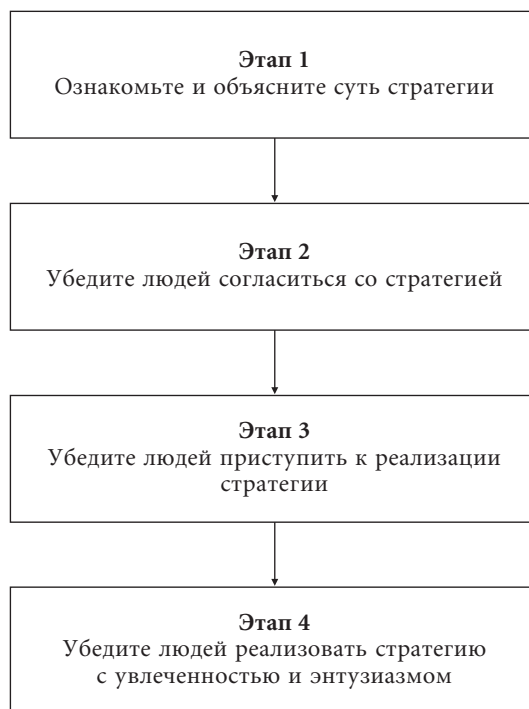 Этап 1
Ознакомьте и объясните суть стратегии
Этап 2
Убедите людей согласиться со стратегией
Этап 3
Убедите людей приступить к реализации
стратегии
Этап 4
Убедите людей реализовать стратегию
с увлеченностью и энтузиазмом